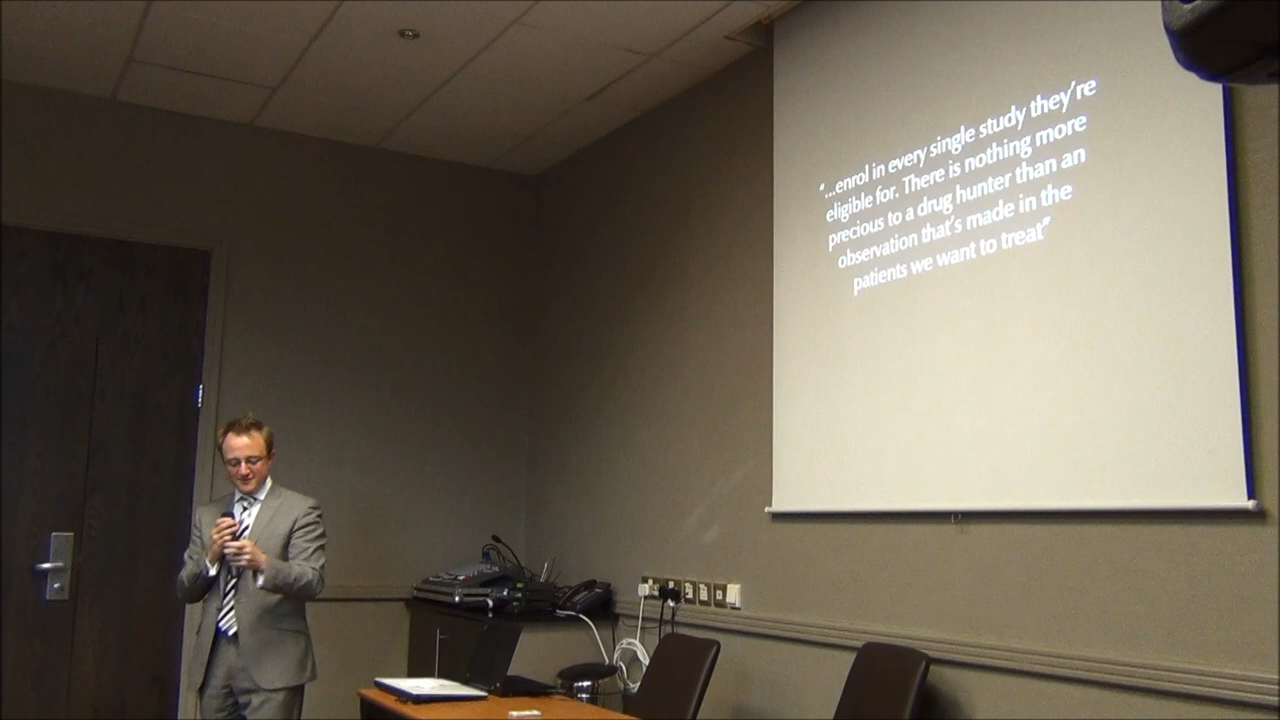 “...enrol in every single study they’re
eligible for. There is nothing more
precious to a drug hunter than an
observation that’s made in the
patients we want to treat”